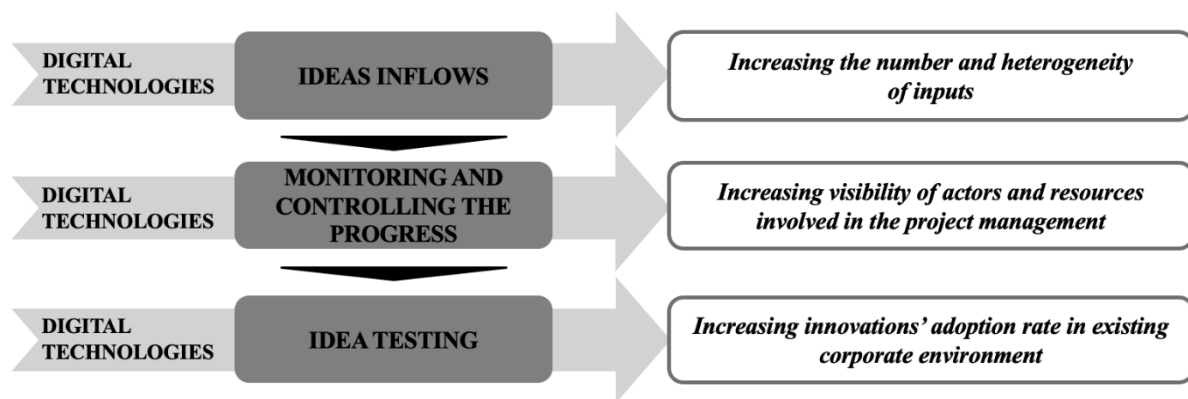 DIGITAL
TECHNOLOGIES
IDEAS INFLOWS
Increasing the number and heterogeneity
of inputs
DIGITAL
TECHNOLOGIES
MONITORING AND
CONTROLLING THE
PROGRESS
Increasing visibility of actors and resources
involved in the project management
DIGITAL
TECHNOLOGIES
IDEA TESTING
Increasing innovations’ adoption rate in existing
corporate environment